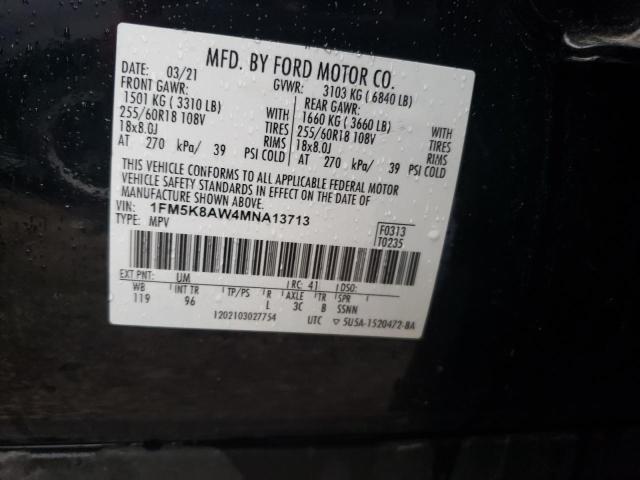 MFD. BY FORD MOTOR CO.
DATE: 03/21 GVWR: 3103 KG ( 6840 LB)
FRONT GAWR: REAR GAWR:
1501 KG ( 3310 LB) WITH 1660 KG ( 3660 LB) WITH
255/60R18 108V TIRES 255/60R18 108V TIRES
18x8.0J RIMS 18x8.0J RIMS
AT 270 kPa/ 39 PSI COLD AT 270 kPa/ 39 PSI COLD
THIS VEHICLE CONFORMS TO ALL APPLICABLE FEDERAL MOTOR
VEHICLE SAFETY STANDARDS IN EFFECT ON THE DATE OF
MANUFACTURE SHOWN ABOVE.
VIN: 1FM5K8AW4MNA13713 F0313
TYPE: MPV T0235
EXT PNT: UM RC: 41 DSO:
WB INT TR TP/PS R AXLE TR SPR
119 96 L 3C B SSNN
1202103027754 UTC ▽ 5U5A-1520472-BA